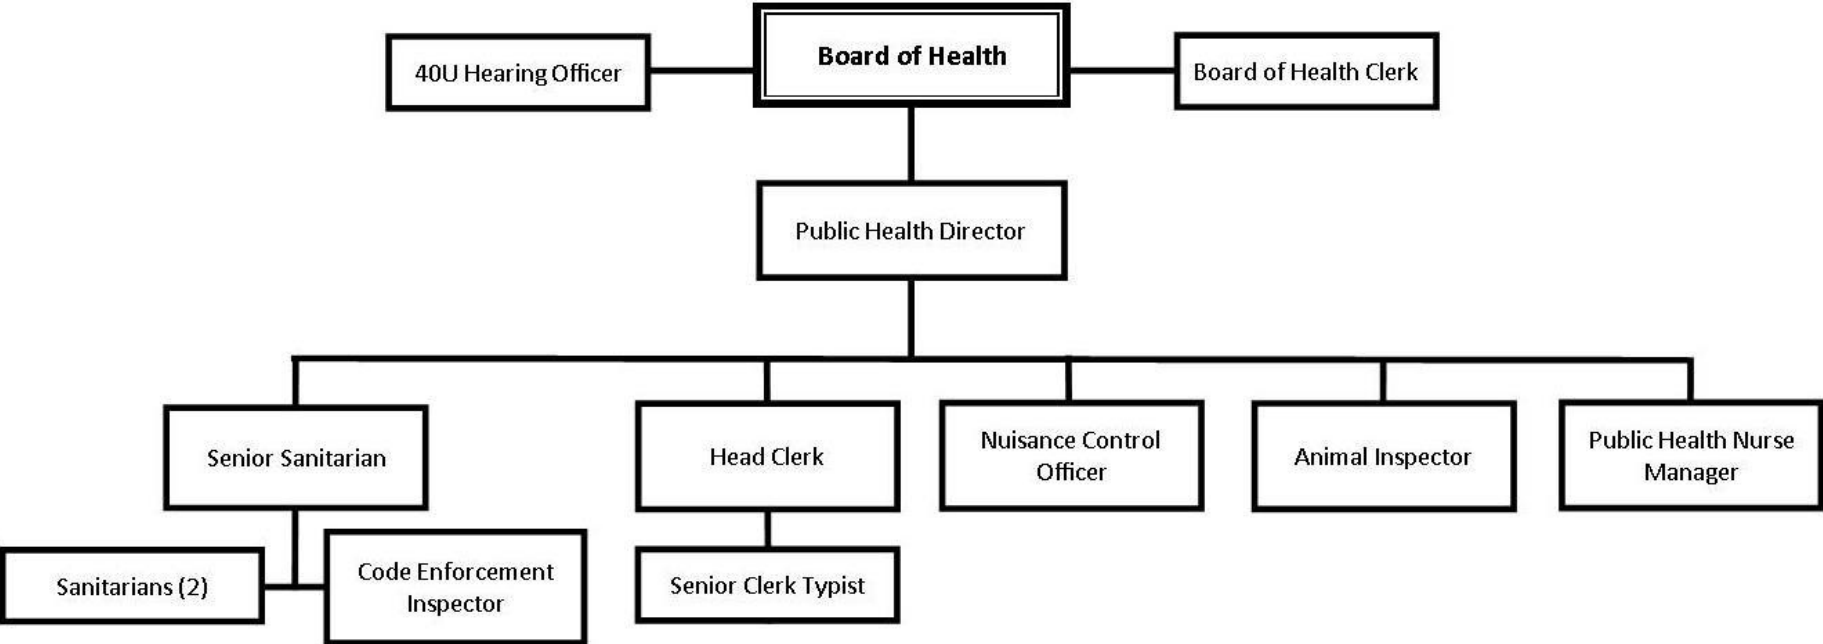 Board of Health
40U Hearing Officer
Board of Health Clerk
Public Health Director
Senior Sanitarian
Head Clerk
Nuisance Control
Officer
Animal Inspector
Public Health Nurse
Manager
Sanitarians (2)
Code Enforcement
Inspector
Senior Clerk Typist